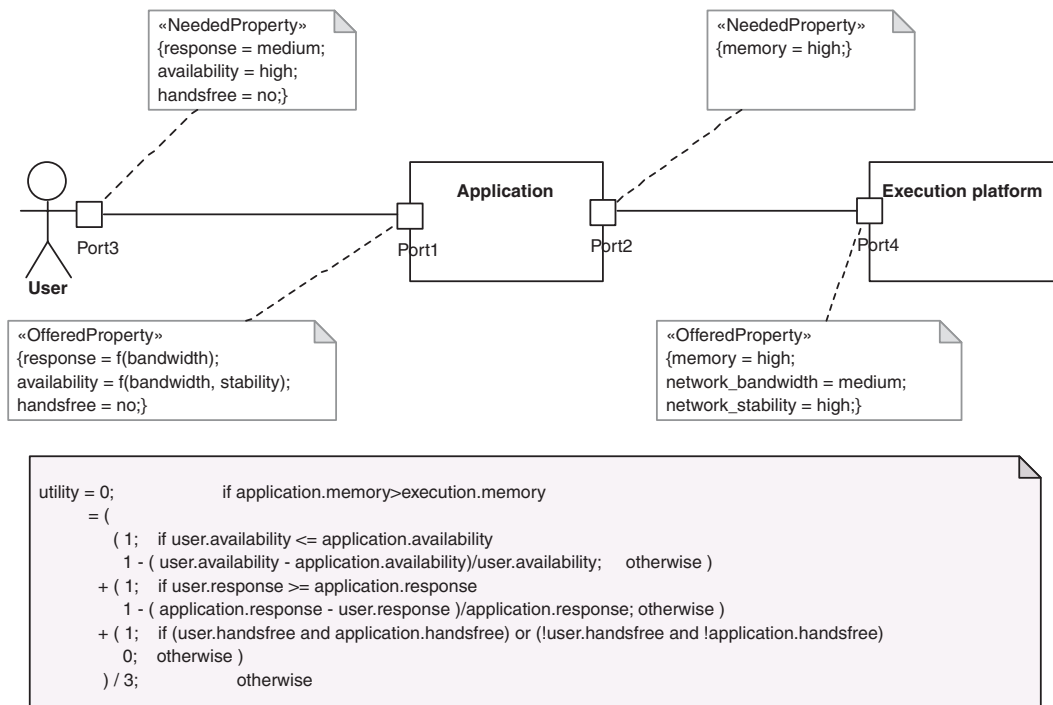 «NeededProperty»
{response = medium;
availability = high;
handsfree = no;}
«NeededProperty»
{memory = high;}
Application
Execution platform
Port3
Port1
Port2
Port4
User
«OfferedProperty»
{response = f(bandwidth);
availability = f(bandwidth, stability);
handsfree = no;}
«OfferedProperty»
{memory = high;
network_bandwidth = medium;
network_stability = high;}
utility = 0; if application.memory>execution.memory
= (
( 1; if user.availability <= application.availability
1 - ( user.availability - application.availability)/user.availability; otherwise )
+ ( 1; if user.response >= application.response
1 - ( application.response - user.response )/application.response; otherwise )
+ ( 1; if (user.handsfree and application.handsfree) or (!user.handsfree and !application.handsfree)
0; otherwise )
) / 3; otherwise